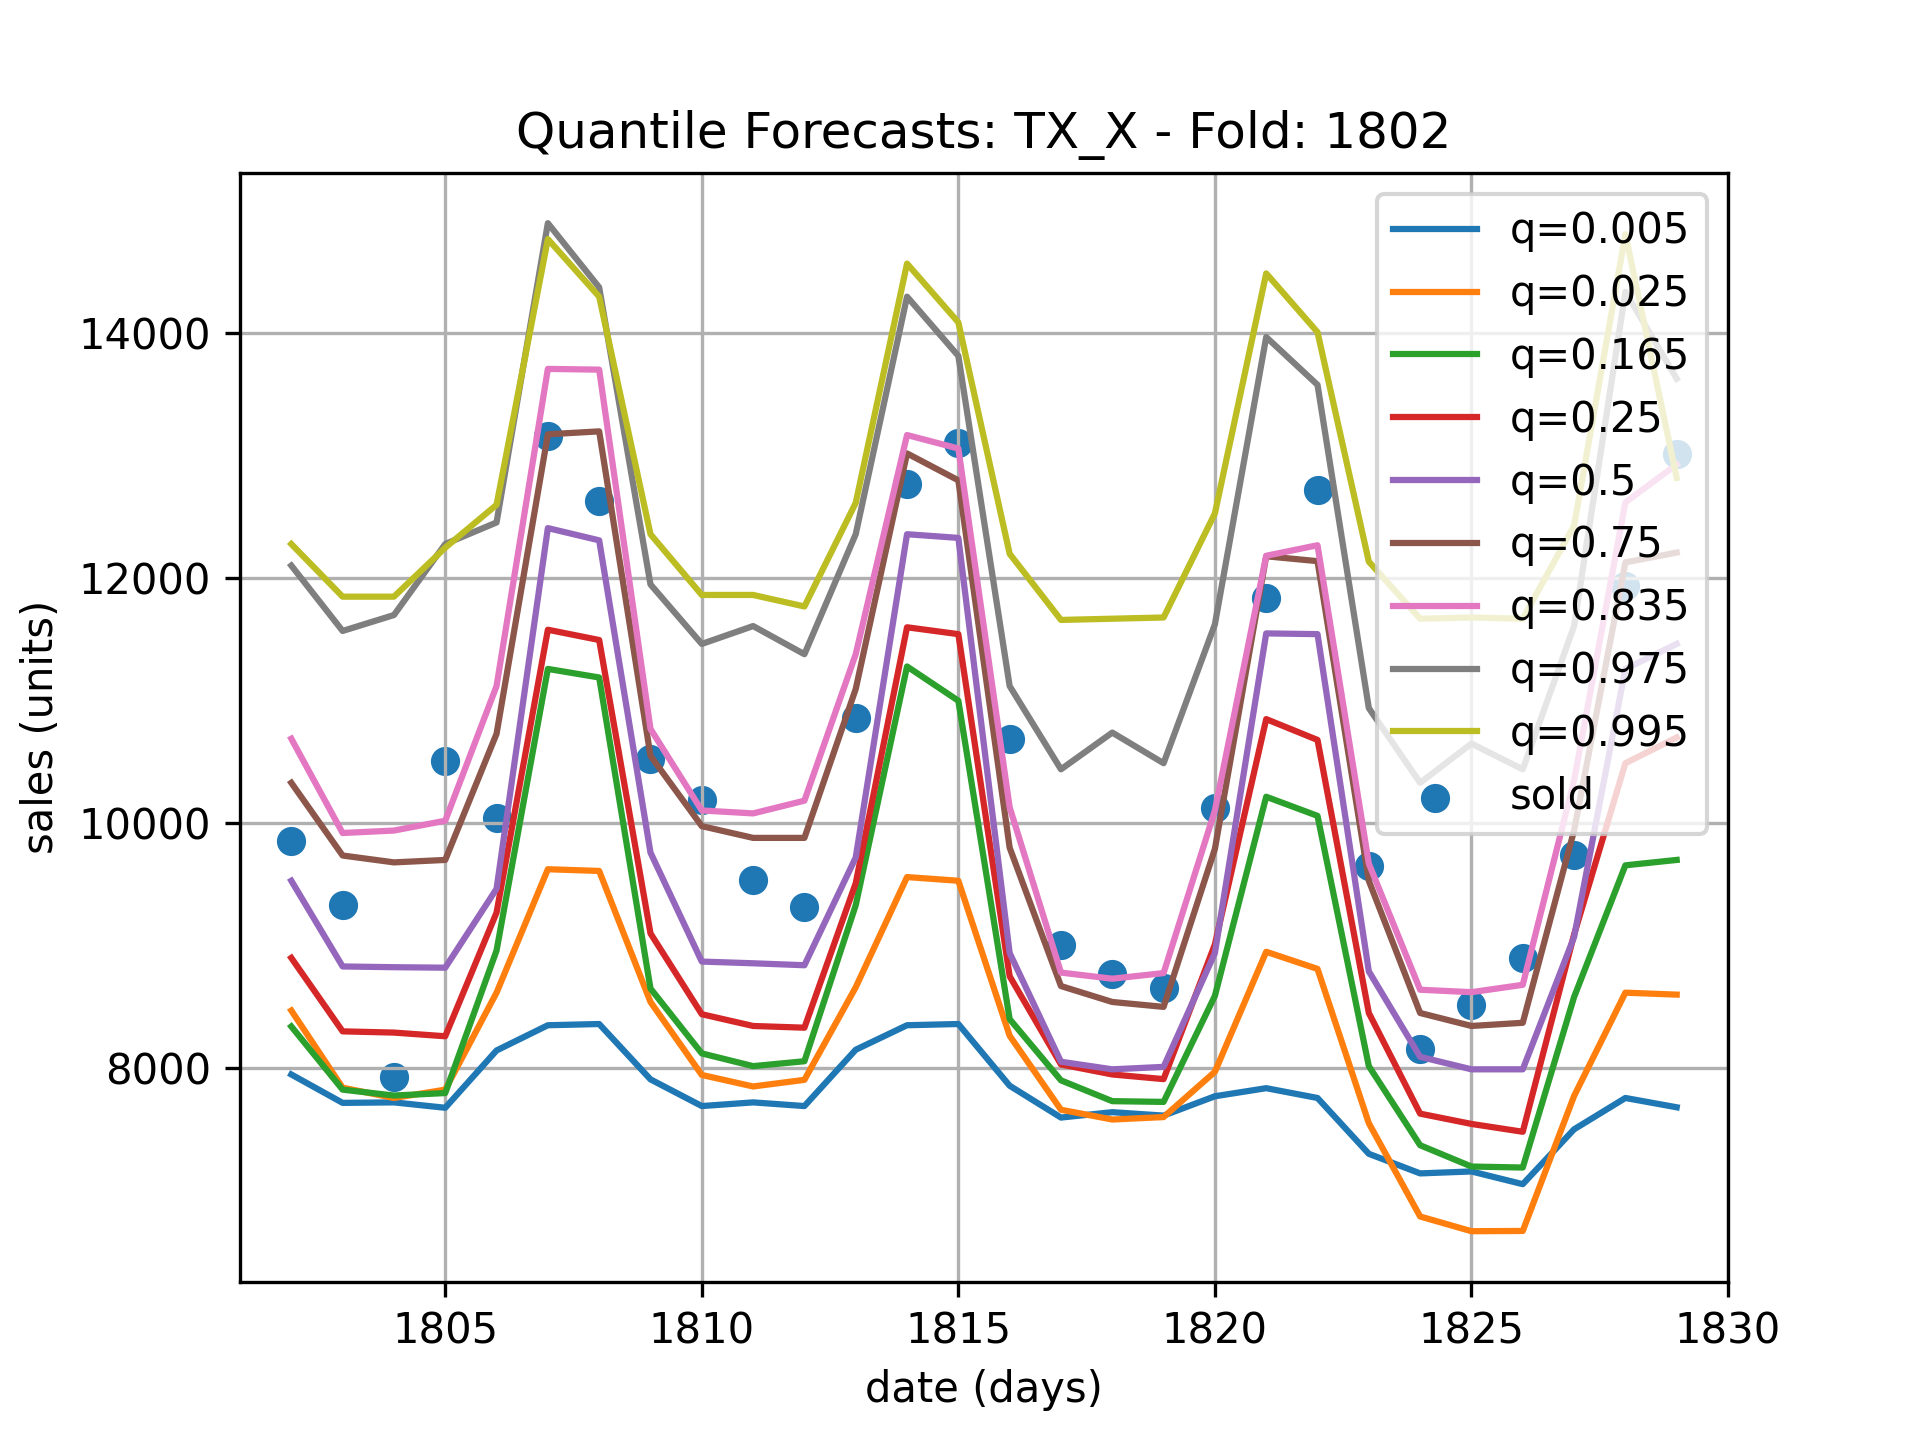 Quantile Forecasts: TX_X - Fold: 1802
q=0.005
q=0.025
q=0.165
q=0.25
q=0.5
q=0.75
q=0.835
q=0.975
q=0.995
sold
sales (units)
14000
12000
10000
8000
1805 1810 1815 1820 1825 1830
date (days)